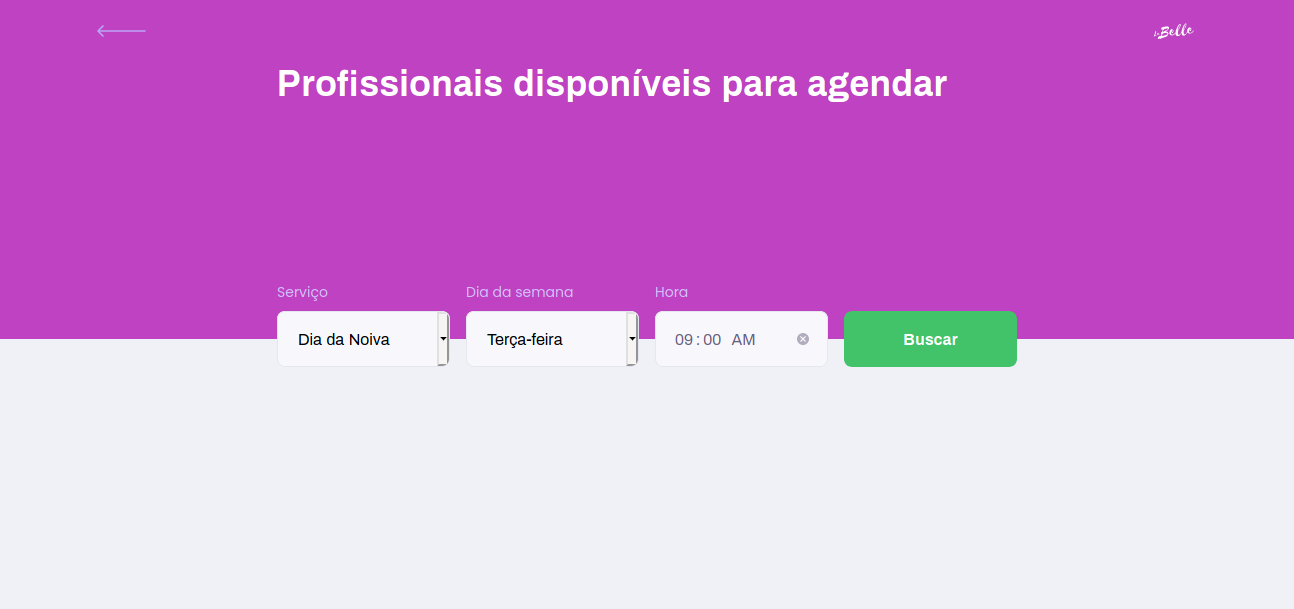 Belle
Profissionais disponíveis para agendar
Serviço Dia da semana Hora
Dia da Noiva Terça-feira 09:00 AM Buscar